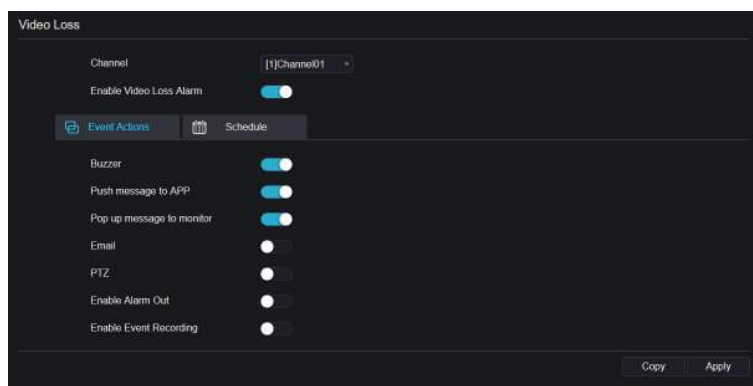 Video Loss
Channel [1]Channel01
Enable Video Loss Alarm
Event Actions Schedule
Buzzer
Push message to APP
Pop up message to monitor
Email
PTZ
Enable Alarm Out
Enable Event Recording
Copy Apply